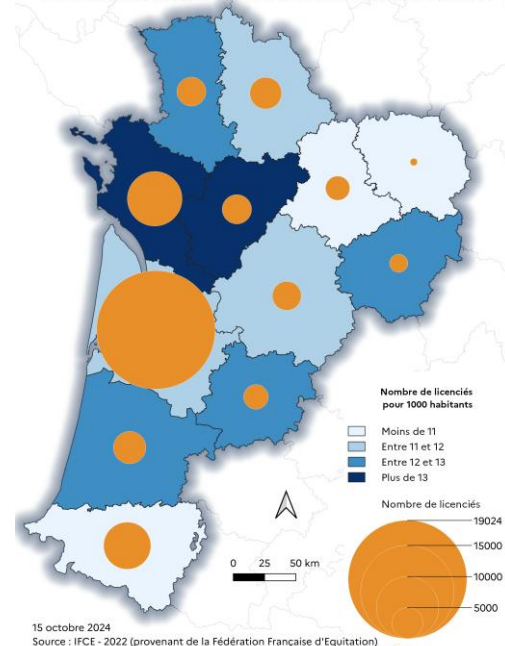 Nombre de licenciés
pour 1000 habitants
Moins de 11
Entre 11 et 12
Entre 12 et 13
Plus de 13
Nombre de licenciés
19024
15000
10000
5000
0 25 50 km
15 octobre 2024
Source : IFCE - 2022 (provenant de la Fédération Française d'Equitation)